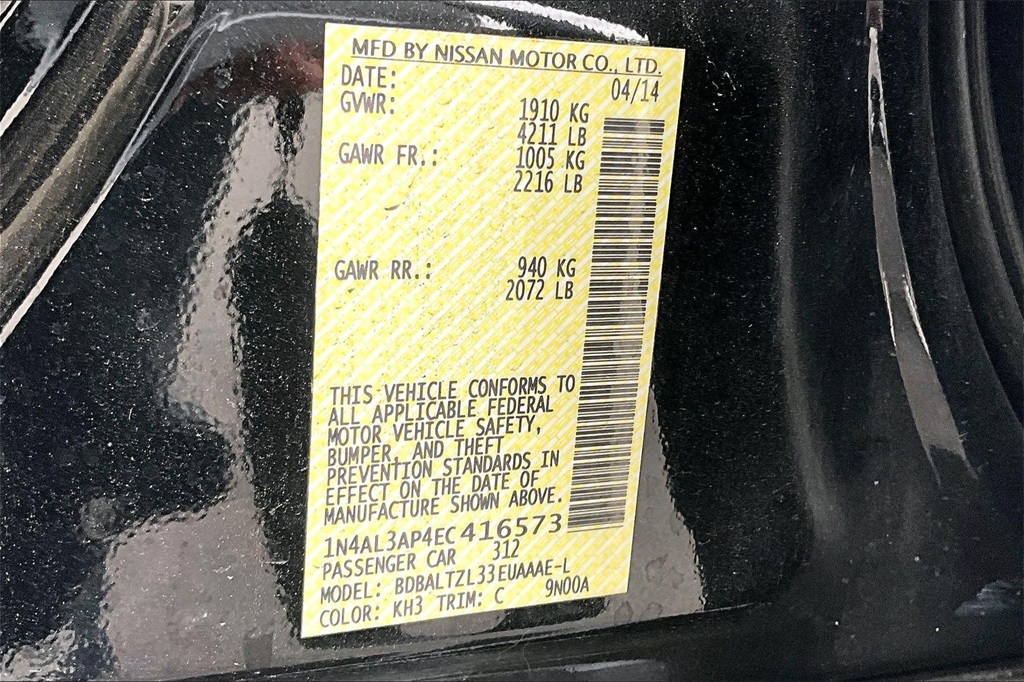 MFD BY NISSAN MOTOR CO., LTD.
DATE: 04/14
GVWR: 1910 KG
4211 LB
GAWR FR.: 1005 KG
2216 LB
GAWR RR.: 940 KG
2072 LB
THIS VEHICLE CONFORMS TO
ALL APPLICABLE FEDERAL
MOTOR VEHICLE SAFETY,
BUMPER, AND THEFT
PREVENTION STANDARDS IN
EFFECT ON THE DATE OF
MANUFACTURE SHOWN ABOVE.
1N4AL3AP4EC416573
PASSENGER CAR 312
MODEL: BDBALTZL33EUAAAE-L
COLOR: KH3 TRIM: C 9N00A